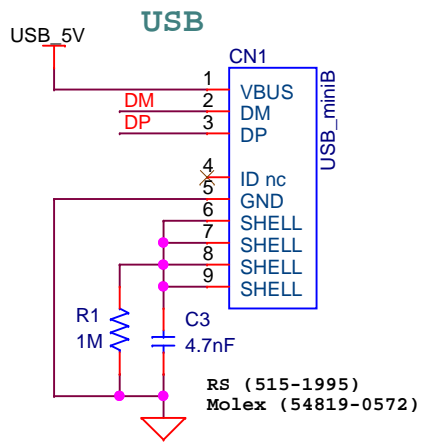 USB
USB_5V
CN1
1 VBUS
2 DM
DM
3 DP
DP
4 ID nc
5 GND
6 SHELL
7 SHELL
8 SHELL
9 SHELL
USB_miniB
R1
1M
C3
4.7nF
RS (515-1995)
Molex (54819-0572)